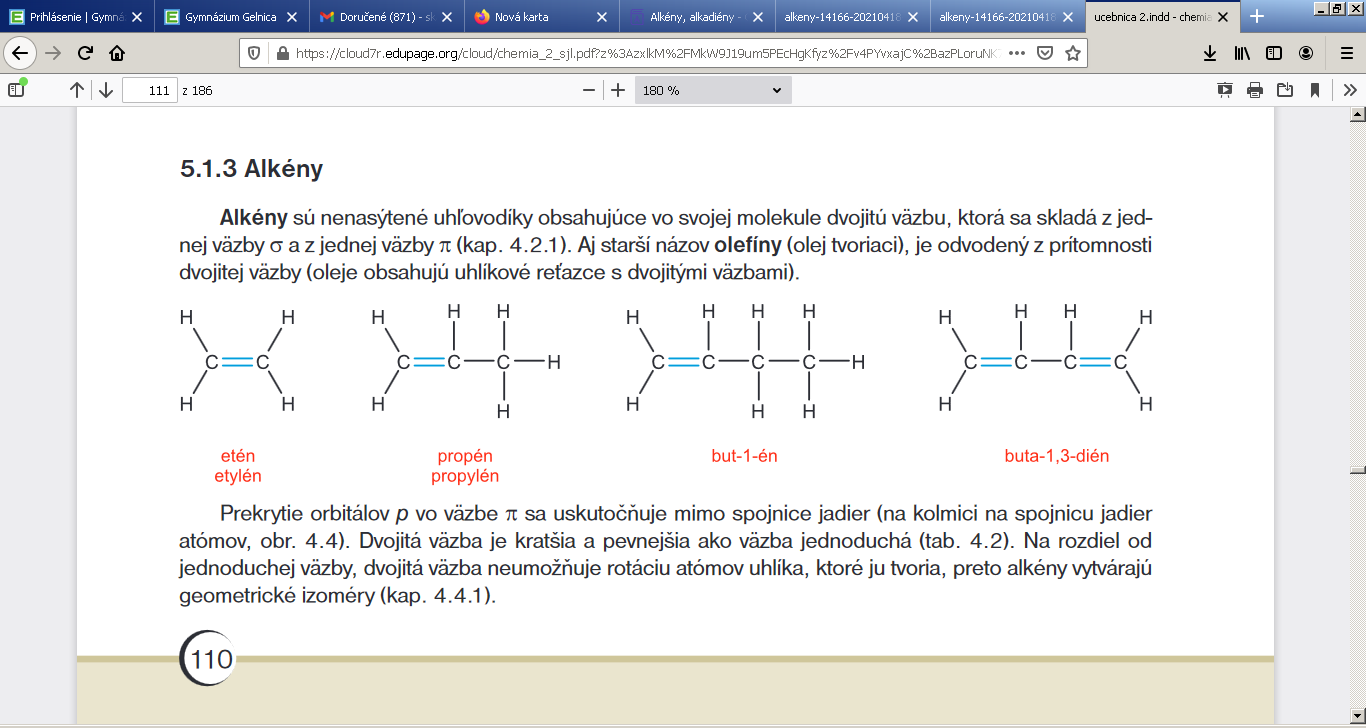 Prihlásenie | Gymná
Gymnázium Gelnica
Doručené (871) - sk
Nová karta
Alkény, alkadiény -
alkeny-14166-20210418
alkeny-14166-20210418
ucebnica 2.indd - chemia
https://cloud7r.edupage.org/cloud/chemia_2_sjl.pdf?
111 z 186
180 %
5.1.3 Alkény
Alkény sú nenasýtené uhľovodíky obsahujúce vo svojej molekule dvojitú väzbu, ktorá sa skladá z jed-
nej väzby σ a z jednej väzby π (kap. 4.2.1). Aj starší názov olefíny (olej tvoriaci), je odvodený z prítomnosti
dvojitej väzby (oleje obsahujú uhlíkové reťazce s dvojitými väzbami).
H H H H H H H H H H H H
C C C C C H C C C C H C C C C
H H H H H H H H H
etén propén but-1-én buta-1,3-dién
etylén propylén
Prekrytie orbitálov p vo väzbe π sa uskutočňuje mimo spojnice jadier (na kolmici na spojnicu jadier
atómov, obr. 4.4). Dvojitá väzba je kratšia a pevnejšia ako väzba jednoduchá (tab. 4.2). Na rozdiel od
jednoduchej väzby, dvojitá väzba neumožňuje rotáciu atómov uhlíka, ktoré ju tvoria, preto alkény vytvárajú
geometrické izoméry (kap. 4.4.1).
110